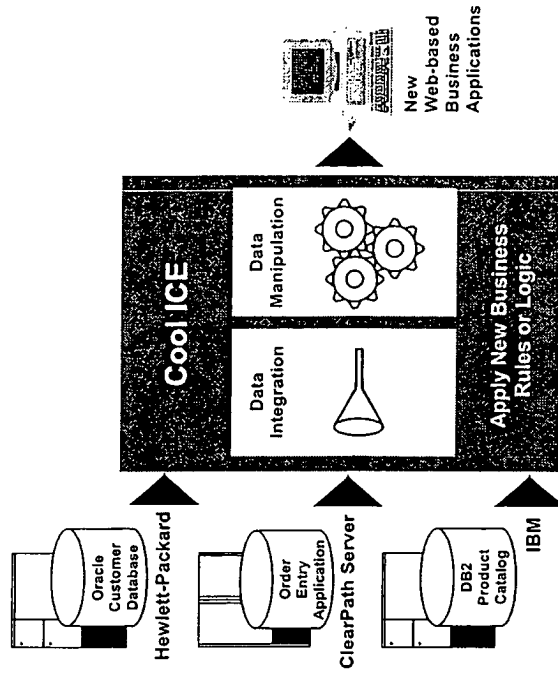 Oracle
Customer
Database
Hewlett-Packard
Order
Entry
Application
ClearPath Server
DB2
Product
Catalog
IBM
Cool ICE
Data
Integration
Data
Manipulation
Apply New Business
Rules or Logic
New
Web-based
Business
Applications